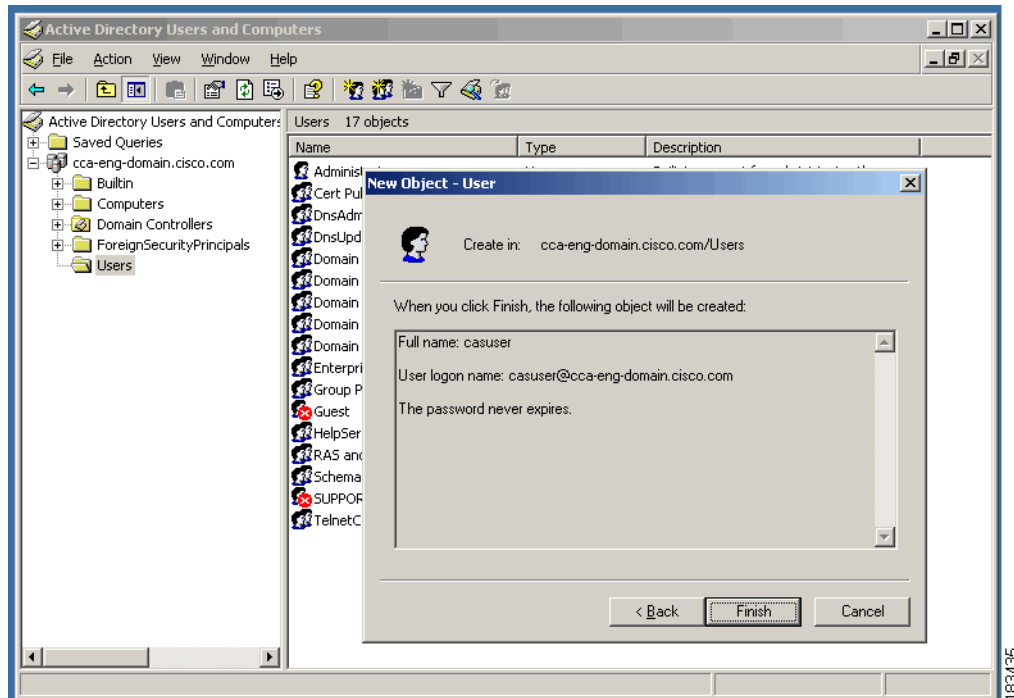 Active Directory Users and Computers
File Action View Window Help
Active Directory Users and Computers
Saved Queries
cca-eng-domain.cisco.com
Builtin
Computers
Domain Controllers
ForeignSecurityPrincipals
Users
Users 17 objects
Name Type Description
Adminis
Cert Pul
DnsAdm
DnsUpd
Domain
Domain
Domain
Domain
Domain
Enterpri
Group P
Guest
HelpSer
RAS and
Schema
SUPPOR
TelnetC
New Object - User
Create in: cca-eng-domain.cisco.com/Users
When you click Finish, the following object will be created:
Full name: casuser
User logon name: casuser@cca-eng-domain.cisco.com
The password never expires.
< Back Finish Cancel
183435